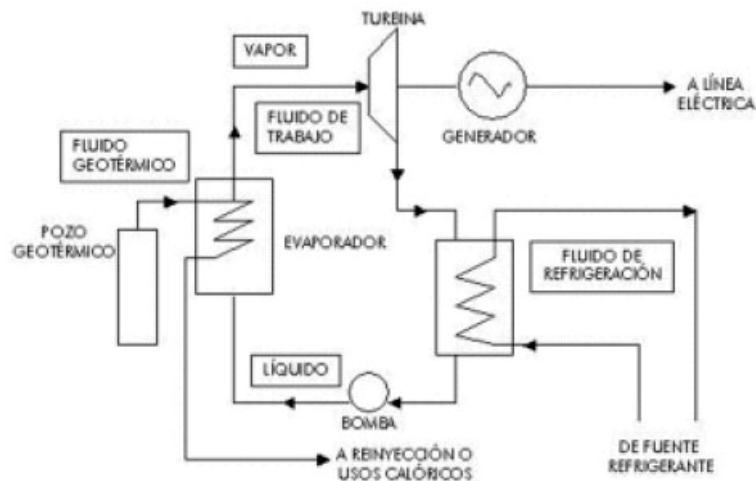 TURBINA
VAPOR
A LÍNEA
ELÉCTRICA
FLUIDO DE
TRABAJO
GENERADOR
FLUIDO
GEOTÉRMICO
POZO
GEOTÉRMICO
EVAPORADOR
FLUIDO DE
REFRIGERACIÓN
LÍQUIDO
BOMBA
A REINYECCIÓN O
USOS CALÓRICOS
DE FUENTE
REFRIGERANTE